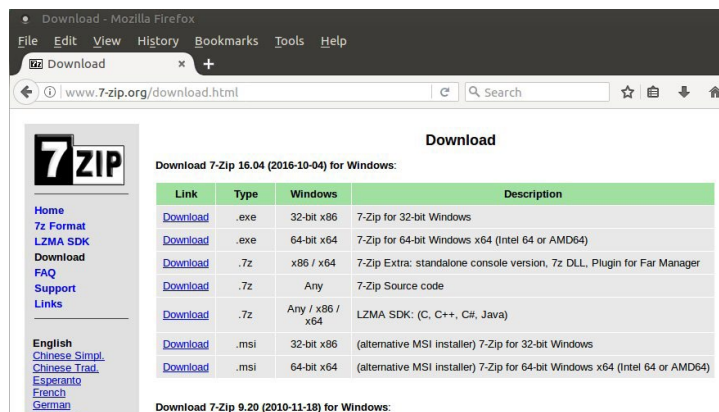 Download - Mozilla Firefox
File Edit View History Bookmarks Tools Help
7z Download × +
www.7-zip.org/download.html Search
7ZIP
Home
7z Format
LZMA SDK
Download
FAQ
Support
Links
English
Chinese Simpl.
Chinese Trad.
Esperanto
French
German
Download
Download 7-Zip 16.04 (2016-10-04) for Windows:
Link Type Windows Description
Download .exe 32-bit x86 7-Zip for 32-bit Windows
Download .exe 64-bit x64 7-Zip for 64-bit Windows x64 (Intel 64 or AMD64)
Download .7z x86 / x64 7-Zip Extra: standalone console version, 7z DLL, Plugin for Far Manager
Download .7z Any 7-Zip Source code
Download .7z Any / x86 / x64 LZMA SDK: (C, C++, C#, Java)
Download .msi 32-bit x86 (alternative MSI installer) 7-Zip for 32-bit Windows
Download .msi 64-bit x64 (alternative MSI installer) 7-Zip for 64-bit Windows x64 (Intel 64 or AMD64)
Download 7-Zip 9.20 (2010-11-18) for Windows: